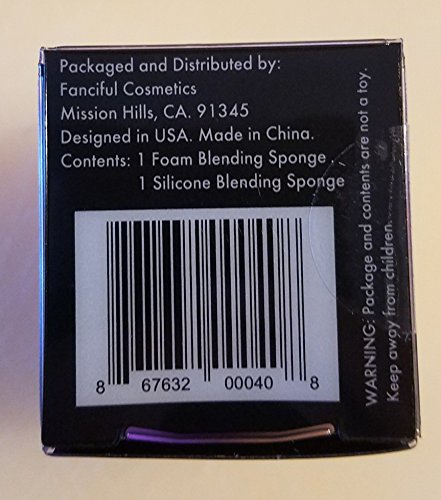 Packaged and Distributed by:
Fanciful Cosmetics
Mission Hills, CA. 91345
Designed in USA. Made in China.
Contents: 1 Foam Blending Sponge
1 Silicone Blending Sponge
8 67632 00040 8
WARNING: Package and contents are not a toy.
Keep away from children.